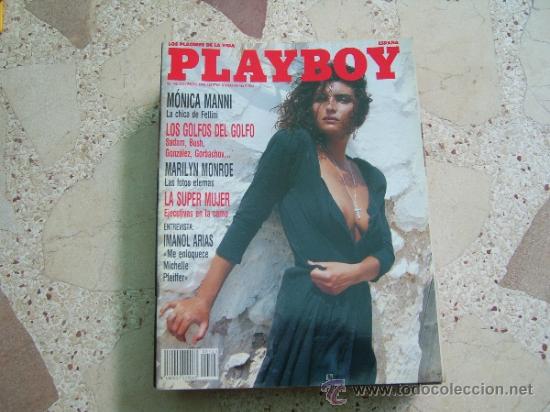 LOS PLACERES DE LA VIDA
ESPAÑA
PLAYBOY
MÓNICA MANNI
La chica de Fellini
LOS GOLFOS DEL GOLFO
Sadam, Bush,
González, Gorbachov...
MARILYN MONROE
Las fotos eternas
LA SUPER MUJER
Ejecutivas en la cama
ENTREVISTA:
IMANOL ARIAS
«Me enloquece
Michelle
Pfeiffer»
todocoleccion.net